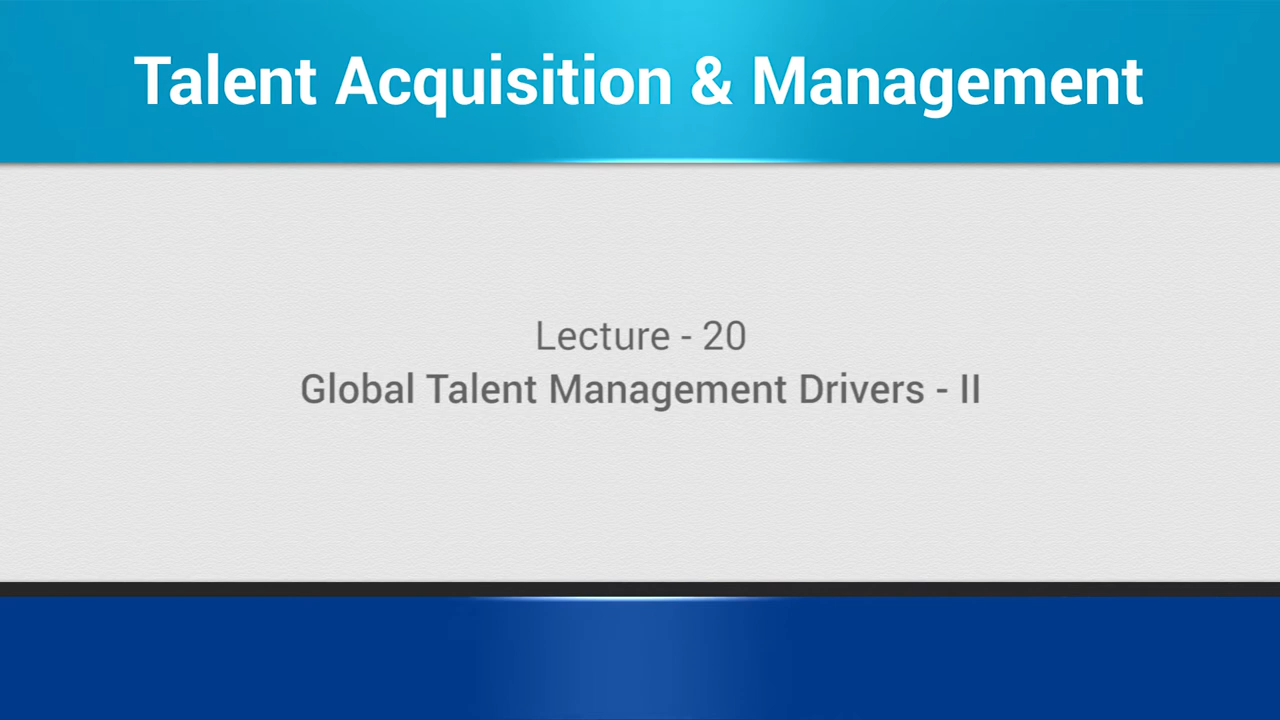 Talent Acquisition & Management
Lecture - 20
Global Talent Management Drivers - II